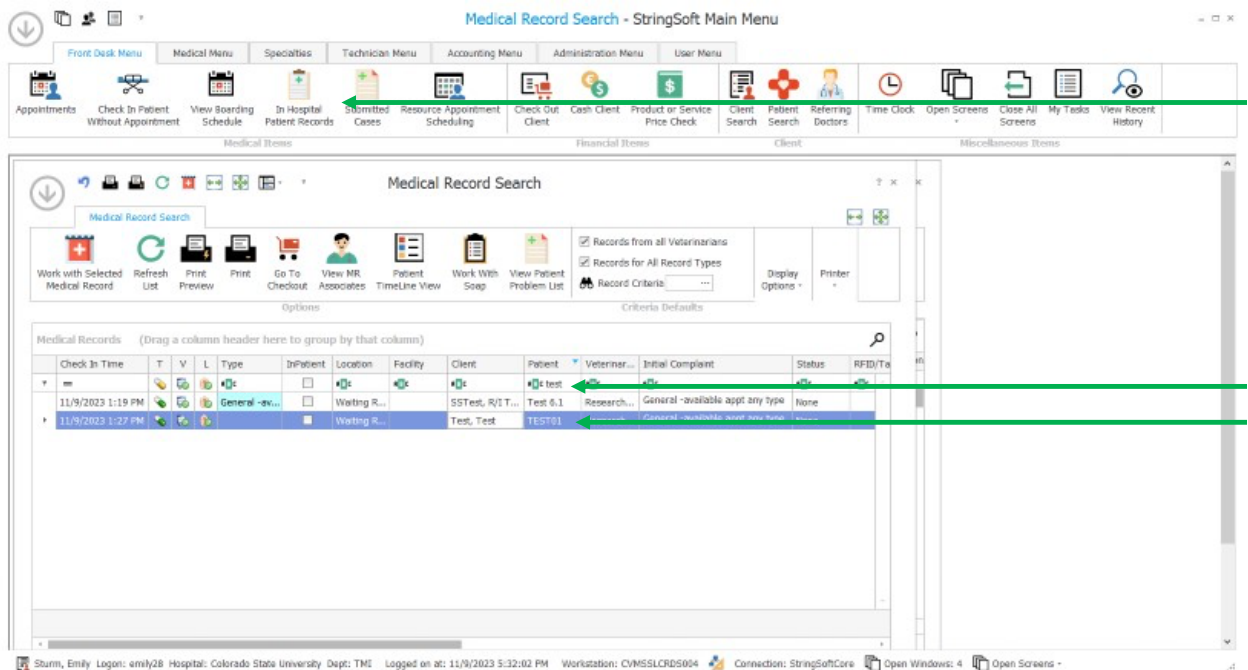 Medical Record Search - StringSoft Main Menu
Front Desk Menu Medical Menu Specialties Technician Menu Accounting Menu Administration Menu User Menu
Appointments Check In Patient Without Appointment View Boarding Schedule In Hospital Patient Records Submitted Cases Resource Appointment Scheduling Check Out Client Cash Client Product or Service Price Check Client Search Patient Search Referring Doctors Time Clock Open Screens Close All Screens My Tasks View Recent History
Medical Items Financial Items Client Miscellaneous Items
Medical Record Search
Medical Record Search
Work with Selected Medical Record Refresh List Print Preview Print Go To Checkout View MR Associates Patient TimeLine View Work With Soap View Patient Problem List
Records from all Veterinarians
Records for All Record Types
Record Criteria ...
Display Options Printer
Options Criteria Defaults
Medical Records (Drag a column header here to group by that column)
Check In Time T V L Type InPatient Location Facility Client Patient Veterinar... Initial Complaint Status RFID/Ta
= test
11/9/2023 1:19 PM General -av... Waiting R... SSTest, R/I T... Test 6.1 Research... General -available appt any type None
11/9/2023 1:27 PM Waiting R... Test, Test TEST01 General -available appt any type
Sturm, Emily Logon: emily28 Hospital: Colorado State University Dept: TMI Logged on at: 11/9/2023 5:32:02 PM Workstation: CVMSSLCRDS004 Connection: StringSoftCore Open Windows: 4 Open Screens -